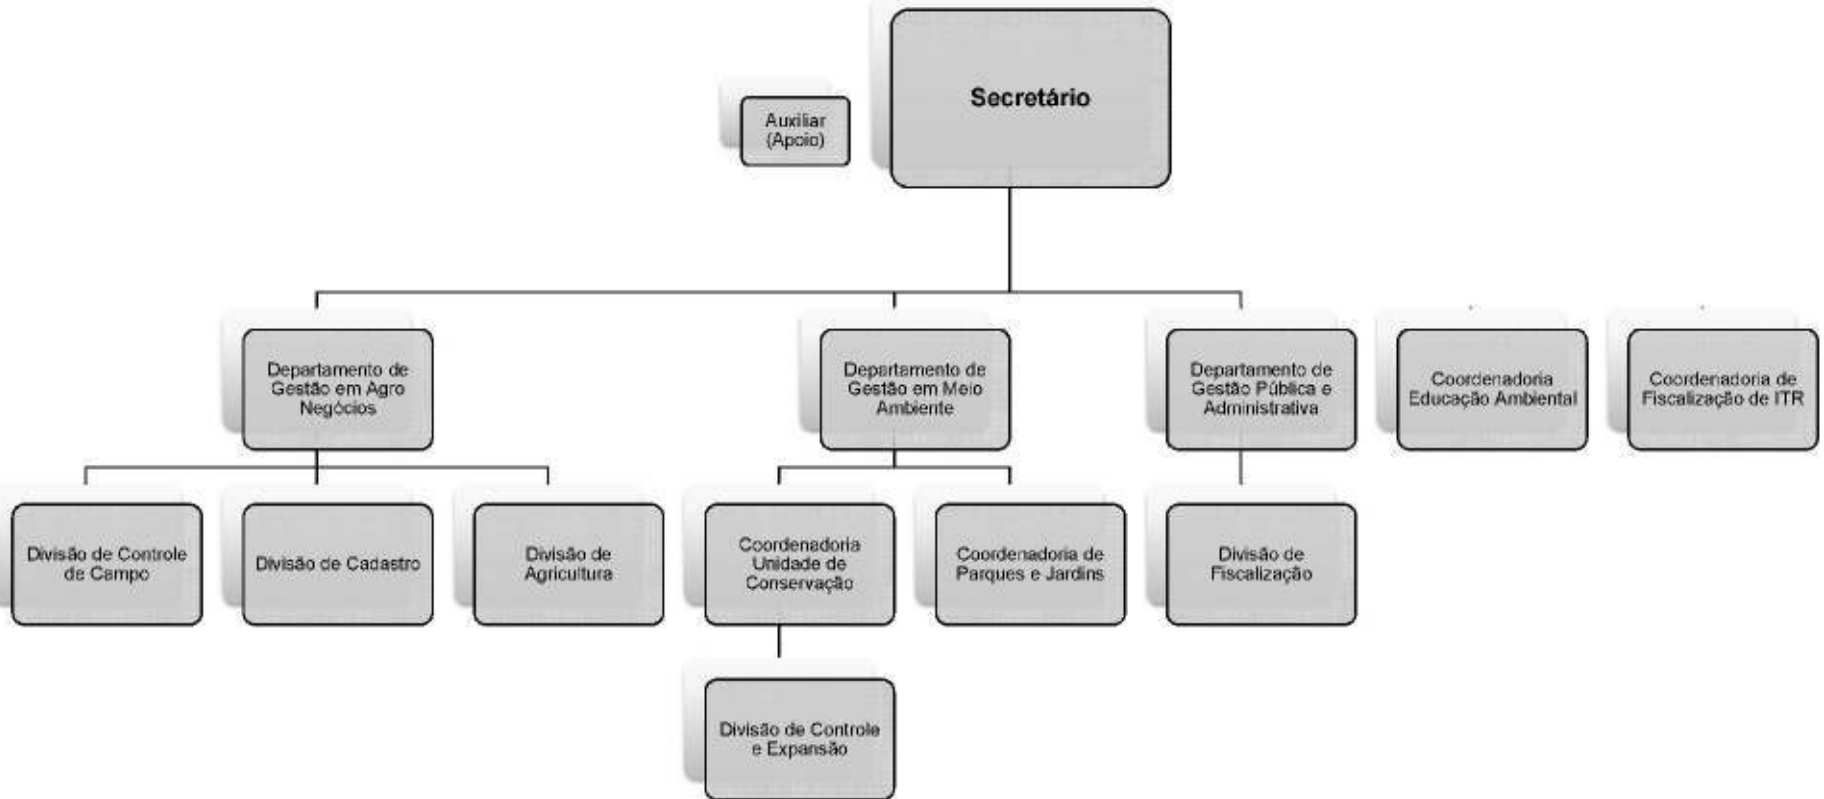 Secretário
Auxiliar
(Apoio)
Departamento de
Gestão em Agro
Negócios
Departamento de
Gestão em Meio
Ambiente
Departamento de
Gestão Pública e
Administrativa
Coordenadoria
Educação Ambiental
Coordenadoria de
Fiscalização de ITR
Divisão de Controle
de Campo
Divisão de Cadastro
Divisão de
Agricultura
Coordenadoria
Unidade de
Conservação
Coordenadoria de
Parques e Jardins
Divisão de
Fiscalização
Divisão de Controle
e Expansão